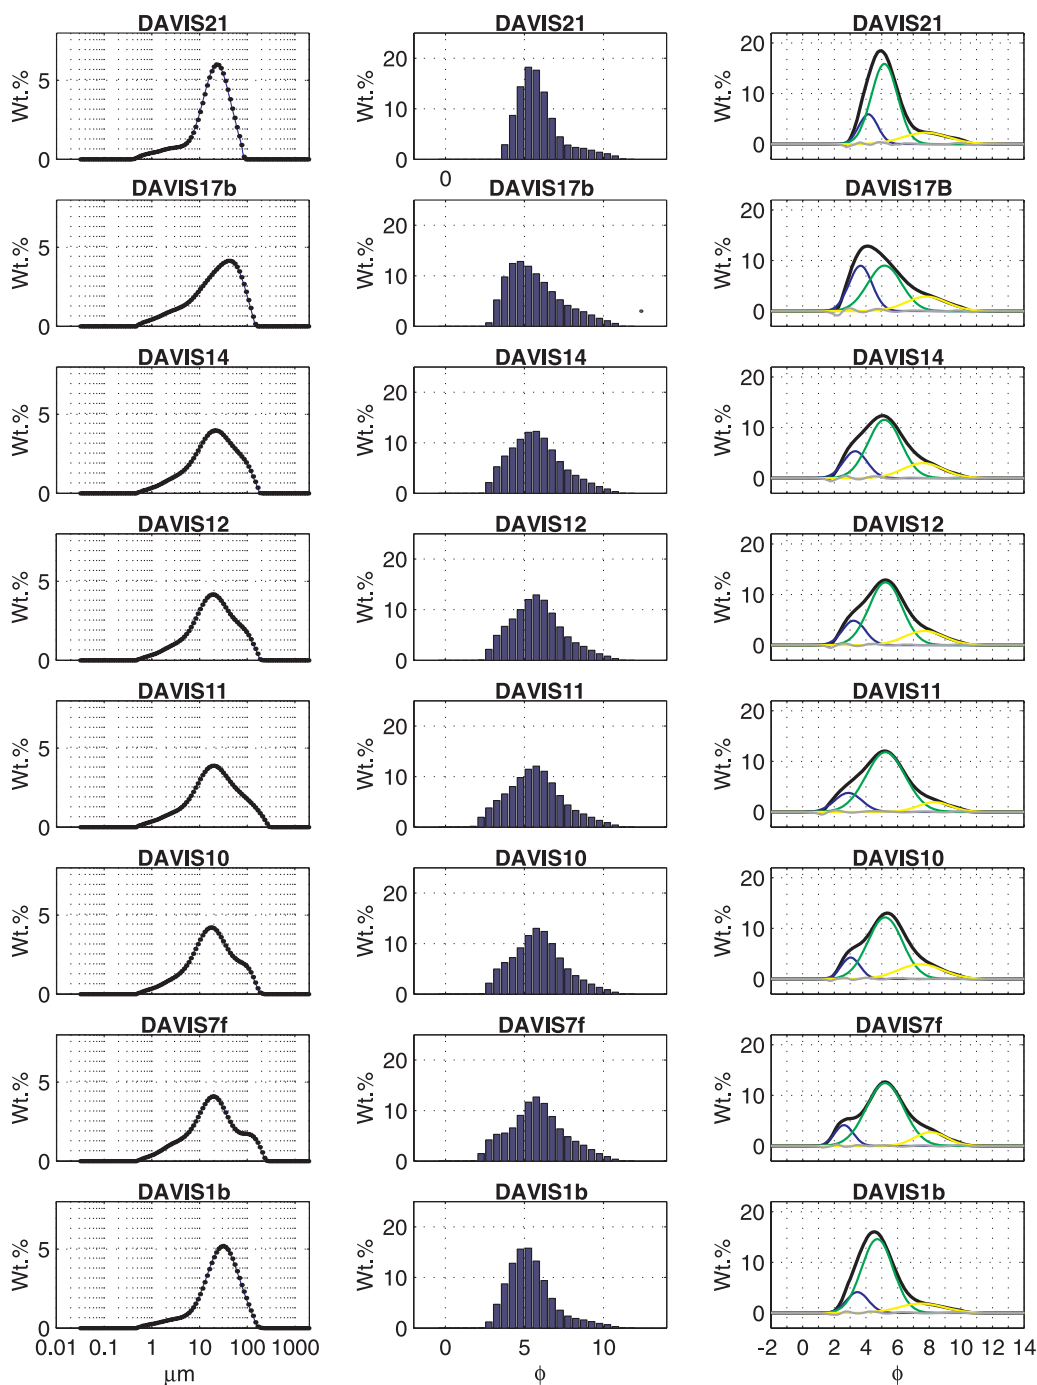 DAVIS21 DAVIS21 DAVIS21
Wt.% 5 0 Wt.% 20 10 0 0 Wt.% 20 10 0
DAVIS17b DAVIS17b DAVIS17B
Wt.% 5 0 Wt.% 20 10 0 Wt.% 20 10 0
DAVIS14 DAVIS14 DAVIS14
Wt.% 5 0 Wt.% 20 10 0 Wt.% 20 10 0
DAVIS12 DAVIS12 DAVIS12
Wt.% 5 0 Wt.% 20 10 0 Wt.% 20 10 0
DAVIS11 DAVIS11 DAVIS11
Wt.% 5 0 Wt.% 20 10 0 Wt.% 20 10 0
DAVIS10 DAVIS10 DAVIS10
Wt.% 5 0 Wt.% 20 10 0 Wt.% 20 10 0
DAVIS7f DAVIS7f DAVIS7f
Wt.% 5 0 Wt.% 20 10 0 Wt.% 20 10 0
DAVIS1b DAVIS1b DAVIS1b
Wt.% 5 0 Wt.% 20 10 0 Wt.% 20 10 0
0.01 0.1 1 10 100 1000 0 5 10 -2 0 2 4 6 8 10 12 14
μm ϕ ϕ